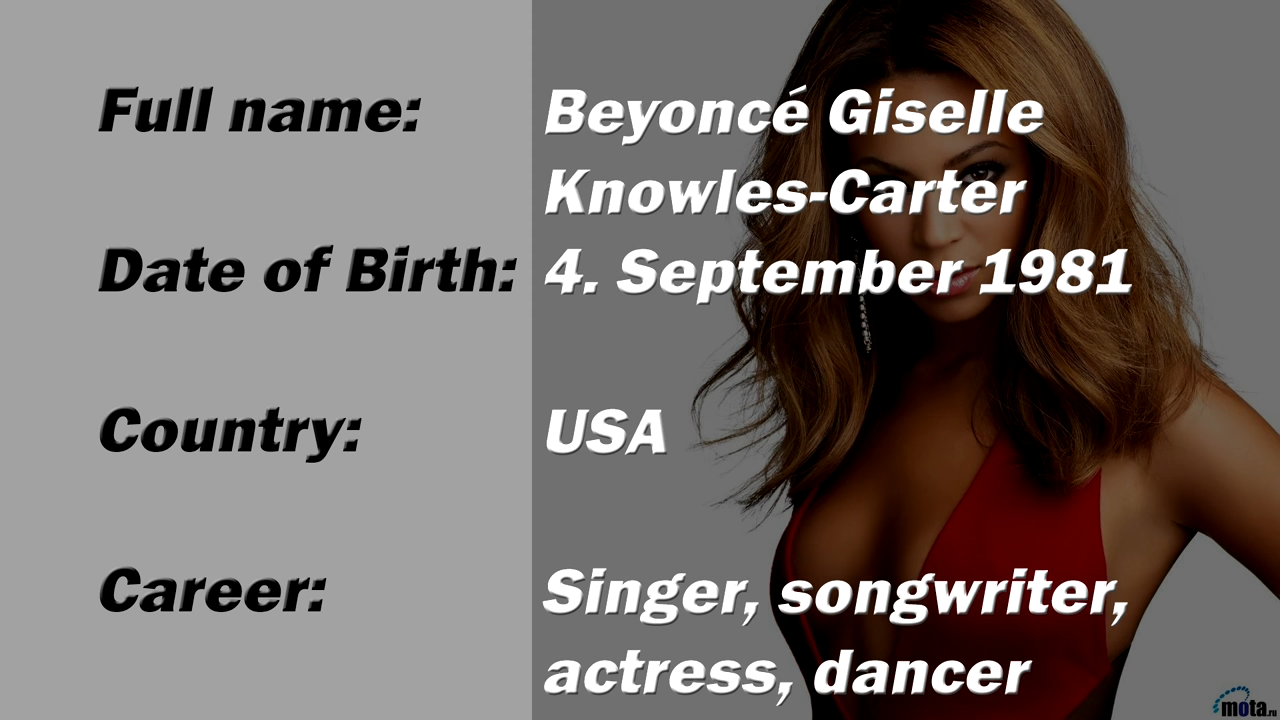 Full name: Beyoncé Giselle
Knowles-Carter
Date of Birth: 4. September 1981
Country: USA
Career: Singer, songwriter,
actress, dancer
mota.ru